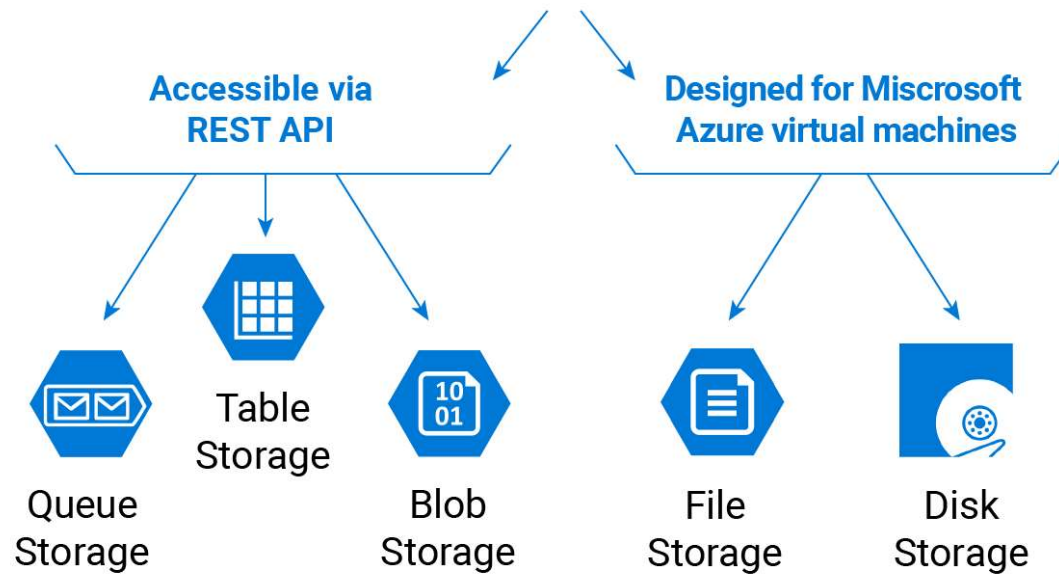 Accessible via
REST API
Designed for Miscrosoft
Azure virtual machines
Table
Storage
10
01
Queue
Storage
Blob
Storage
File
Storage
Disk
Storage